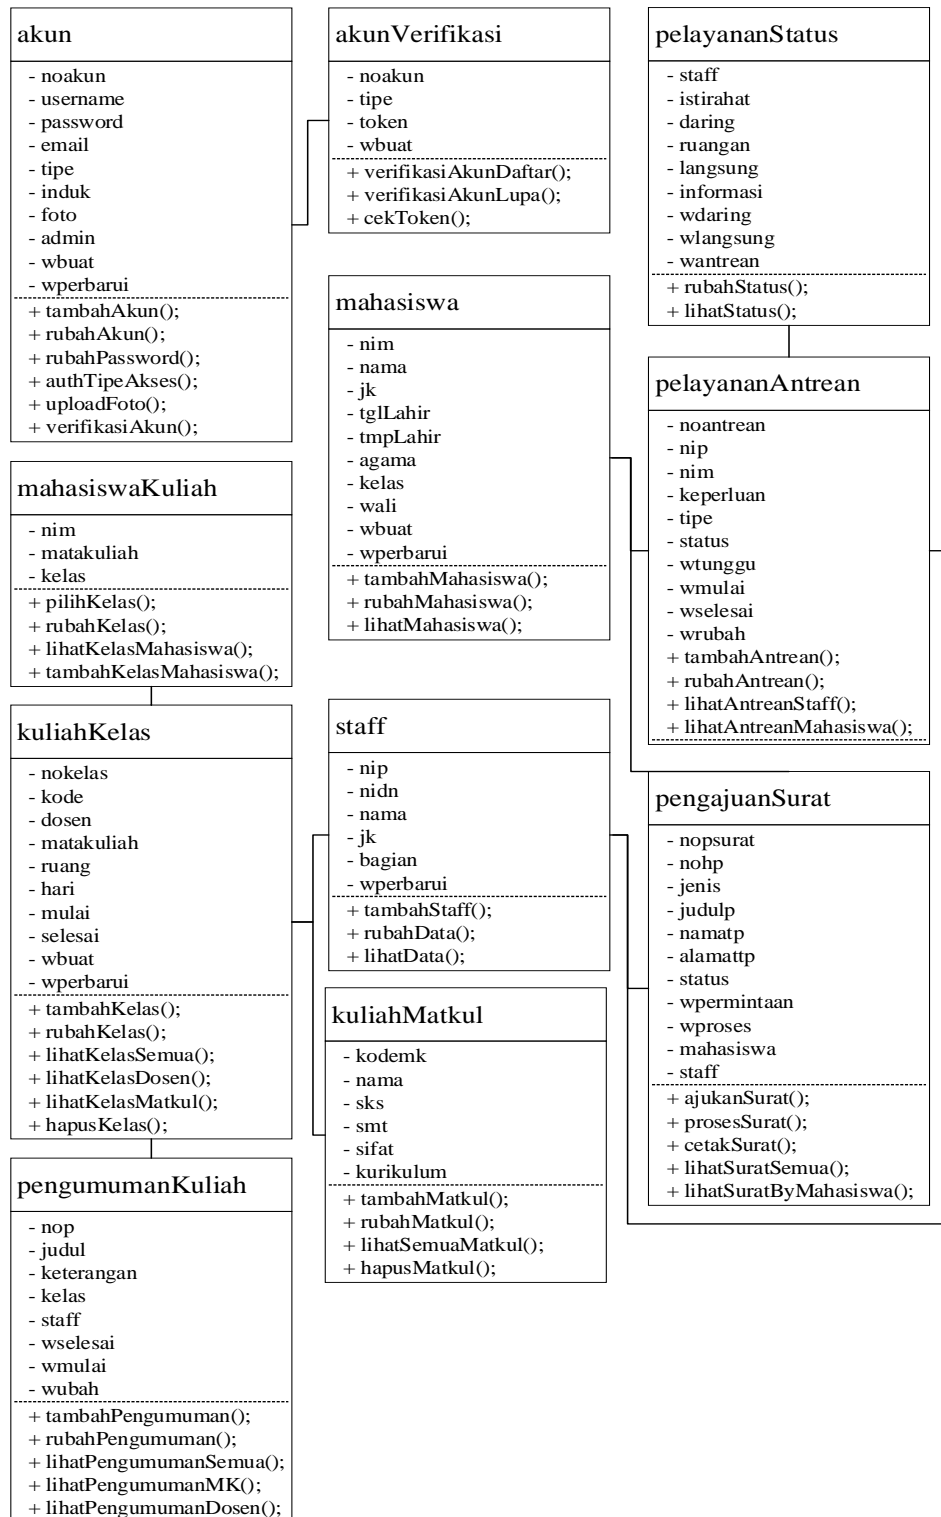 akun
- noakun
- username
- password
- email
- tipe
- induk
- foto
- admin
- wbuat
- wperbarui
+ tambahAkun();
+ rubahAkun();
+ rubahPassword();
+ authTipeAkses();
+ uploadFoto();
+ verifikasiAkun();
mahasiswaKuliah
- nim
- matakuliah
- kelas
+ pilihKelas();
+ rubahKelas();
+ lihatKelasMahasiswa();
+ tambahKelasMahasiswa();
kuliahKelas
- nokelas
- kode
- dosen
- matakuliah
- ruang
- hari
- mulai
- selesai
- wbuat
- wperbarui
+ tambahKelas();
+ rubahKelas();
+ lihatKelasSemua();
+ lihatKelasDosen();
+ lihatKelasMatkul();
+ hapusKelas();
pengumumanKuliah
- nop
- judul
- keterangan
- kelas
- staff
- wselesai
- wmulai
- wubah
+ tambahPengumuman();
+ rubahPengumuman();
+ lihatPengumumanSemua();
+ lihatPengumumanMK();
+ lihatPengumumanDosen();
akunVerifikasi
- noakun
- tipe
- token
- wbuat
+ verifikasiAkunDaftar();
+ verifikasiAkunLupa();
+ cekToken();
mahasiswa
- nim
- nama
- jk
- tglLahir
- tmpLahir
- agama
- kelas
- wali
- wbuat
- wperbarui
+ tambahMahasiswa();
+ rubahMahasiswa();
+ lihatMahasiswa();
staff
- nip
- nidn
- nama
- jk
- bagian
- wperbarui
+ tambahStaff();
+ rubahData();
+ lihatData();
kuliahMatkul
- kodemk
- nama
- sks
- smt
- sifat
- kurikulum
+ tambahMatkul();
+ rubahMatkul();
+ lihatSemuaMatkul();
+ hapusMatkul();
pelayananStatus
- staff
- istirahat
- daring
- ruangan
- langsung
- informasi
- wdaring
- wlangsung
- wantrean
+ rubahStatus();
+ lihatStatus();
pelayananAntrean
- noantrean
- nip
- nim
- keperluan
- tipe
- status
- wtunggu
- wmulai
- wselesai
- wrubah
+ tambahAntrean();
+ rubahAntrean();
+ lihatAntreanStaff();
+ lihatAntreanMahasiswa();
pengajuanSurat
- nopsurat
- nohp
- jenis
- judulp
- namatp
- alamattp
- status
- wpermintaan
- wproses
- mahasiswa
- staff
+ ajukanSurat();
+ prosesSurat();
+ cetakSurat();
+ lihatSuratSemua();
+ lihatSuratByMahasiswa();